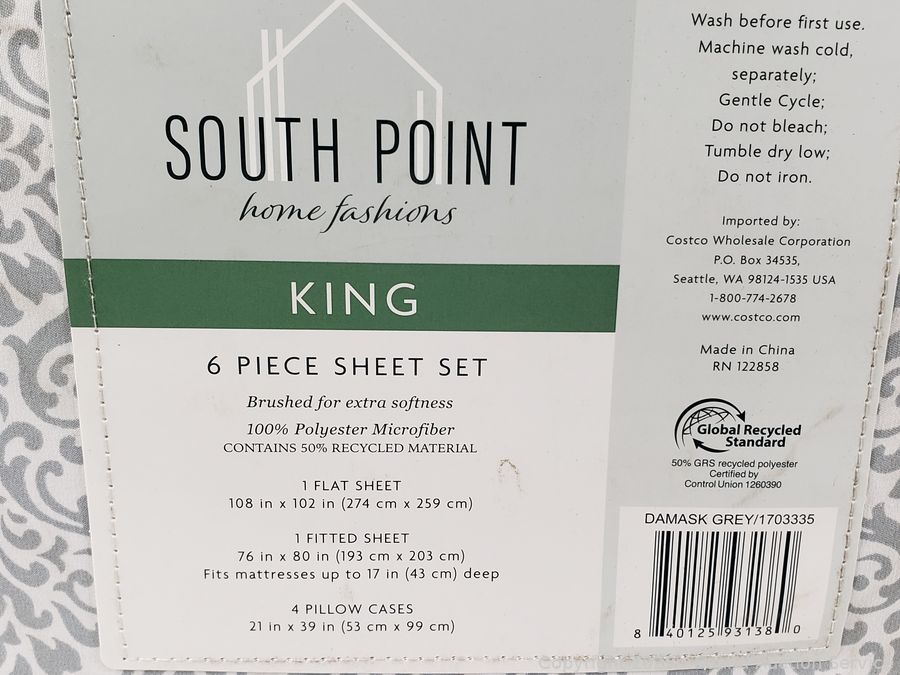 SOUTH POINT
home fashions
KING
6 PIECE SHEET SET
Brushed for extra softness
100% Polyester Microfiber
CONTAINS 50% RECYCLED MATERIAL
1 FLAT SHEET
108 in x 102 in (274 cm x 259 cm)
1 FITTED SHEET
76 in x 80 in (193 cm x 203 cm)
Fits mattresses up to 17 in (43 cm) deep
4 PILLOW CASES
21 in x 39 in (53 cm x 99 cm)
Wash before first use.
Machine wash cold,
separately;
Gentle Cycle;
Do not bleach;
Tumble dry low;
Do not iron.
Imported by:
Costco Wholesale Corporation
P.O. Box 34535,
Seattle, WA 98124-1535 USA
1-800-774-2678
www.costco.com
Made in China
RN 122858
Global Recycled
Standard
50% GRS recycled polyester
Certified by
Control Union 1260390
DAMASK GREY/1703335
8 40125 93138 0
Copyright